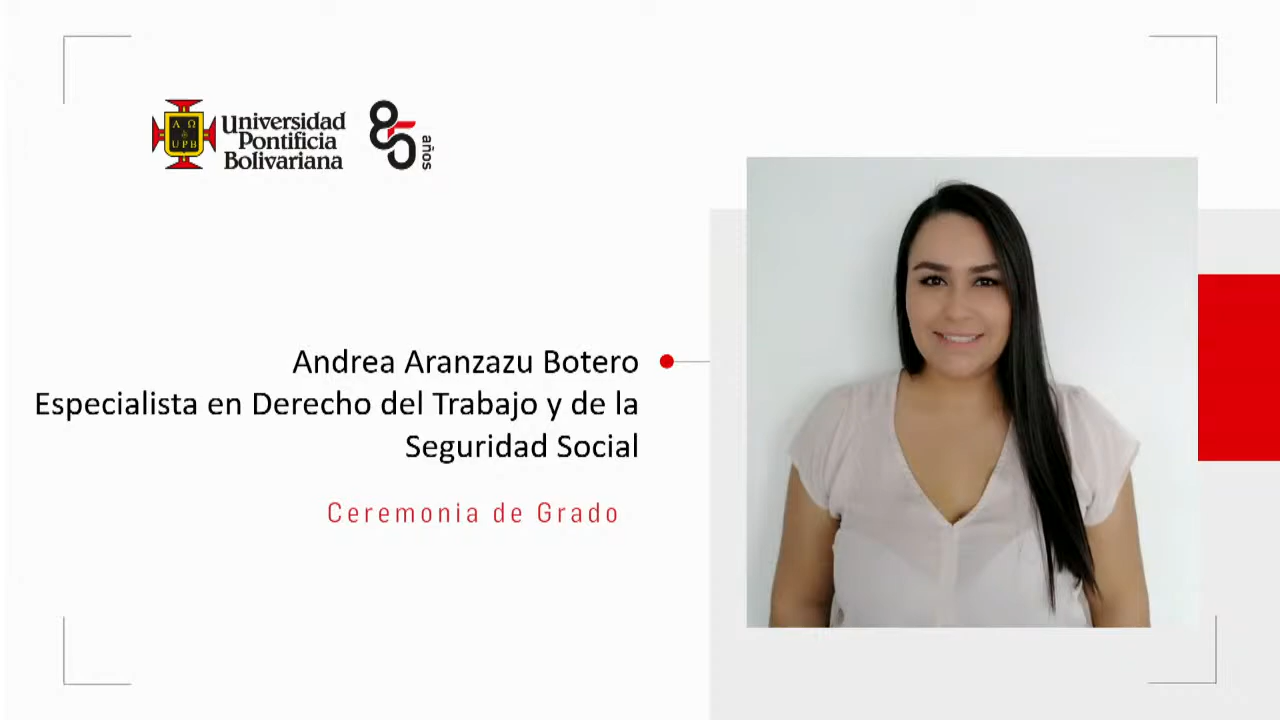 A Ω
UPB
Universidad
Pontificia
Bolivariana
85
años
Andrea Aranzazu Botero
Especialista en Derecho del Trabajo y de la
Seguridad Social
Ceremonia de Grado